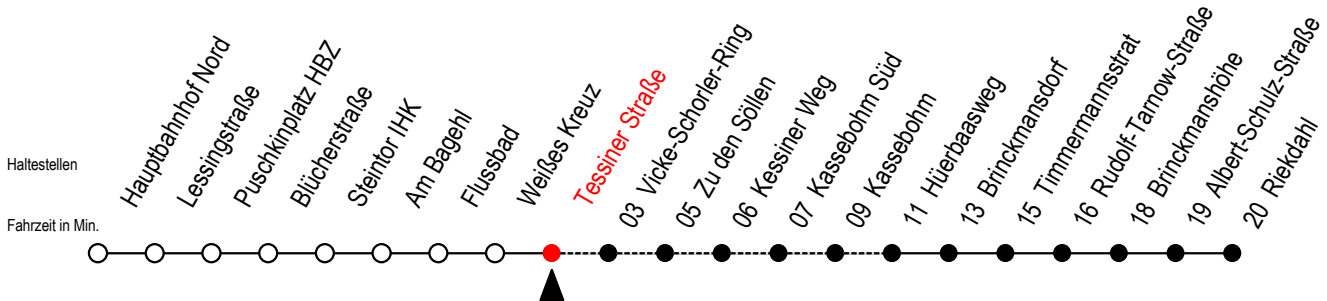 Haltestellen
Fahrzeit in Min.
Hauptbahnhof Nord
Lessingstraße
Puschkinplatz HBZ
Blücherstraße
Steintor IHK
Am Bagehl
Flussbad
Weißes Kreuz
Tessiner Straße
03 Vicke-Schorler-Ring
05 Zu den Söllen
06 Kessiner Weg
07 Kassebohm Süd
09 Kassebohm
11 Hüerbaasweg
13 Brinckmansdorf
15 Timmermannsstrat
16 Rudolf-Tarnow-Straße
18 Brinckmanshöhe
19 Albert-Schulz-Straße
20 Riekdahl